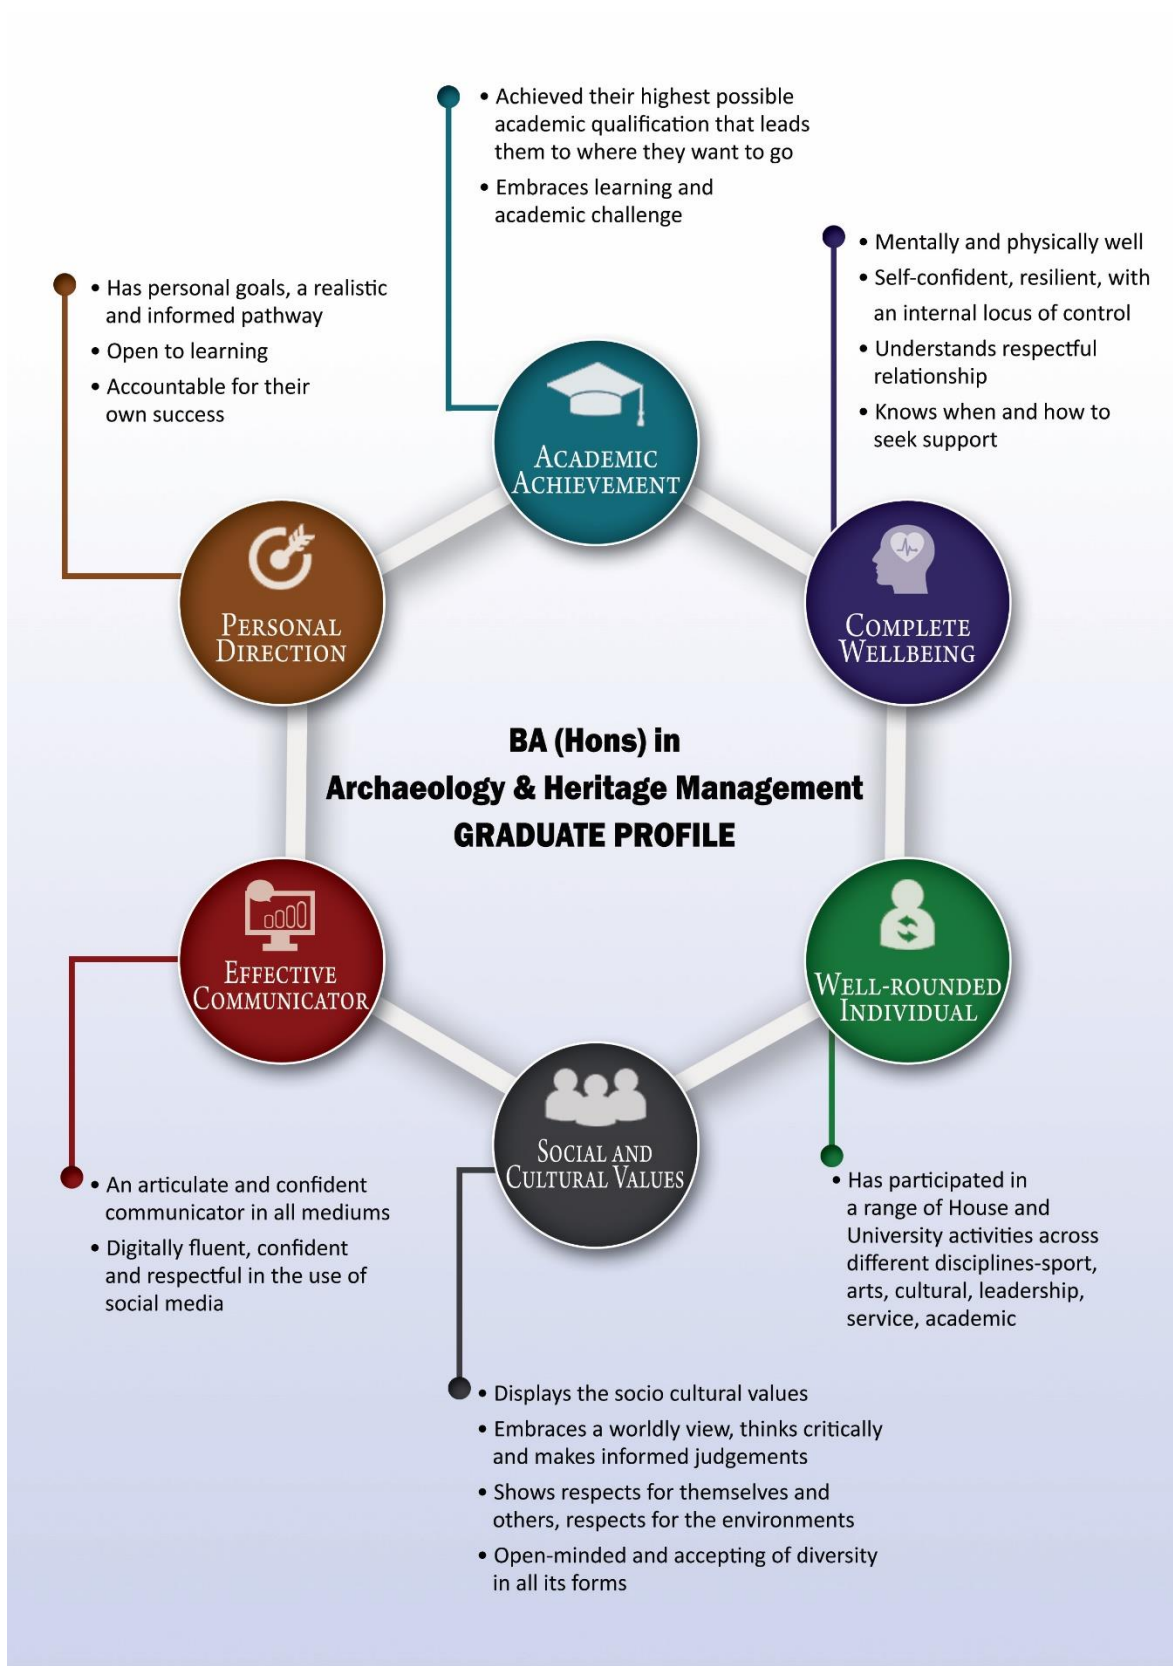 • Achieved their highest possible
academic qualification that leads
them to where they want to go
• Embraces learning and
academic challenge
• Mentally and physically well
• Self-confident, resilient, with
an internal locus of control
• Understands respectful
relationship
• Knows when and how to
seek support
• Has personal goals, a realistic
and informed pathway
• Open to learning
• Accountable for their
own success
ACADEMIC
ACHIEVEMENT
PERSONAL
DIRECTION
COMPLETE
WELLBEING
BA (Hons) in
Archaeology & Heritage Management
GRADUATE PROFILE
EFFECTIVE
COMMUNICATOR
WELL-ROUNDED
INDIVIDUAL
SOCIAL AND
CULTURAL VALUES
• An articulate and confident
communicator in all mediums
• Digitally fluent, confident
and respectful in the use of
social media
• Has participated in
a range of House and
University activities across
different disciplines-sport,
arts, cultural, leadership,
service, academic
• Displays the socio cultural values
• Embraces a worldly view, thinks critically
and makes informed judgements
• Shows respects for themselves and
others, respects for the environments
• Open-minded and accepting of diversity
in all its forms